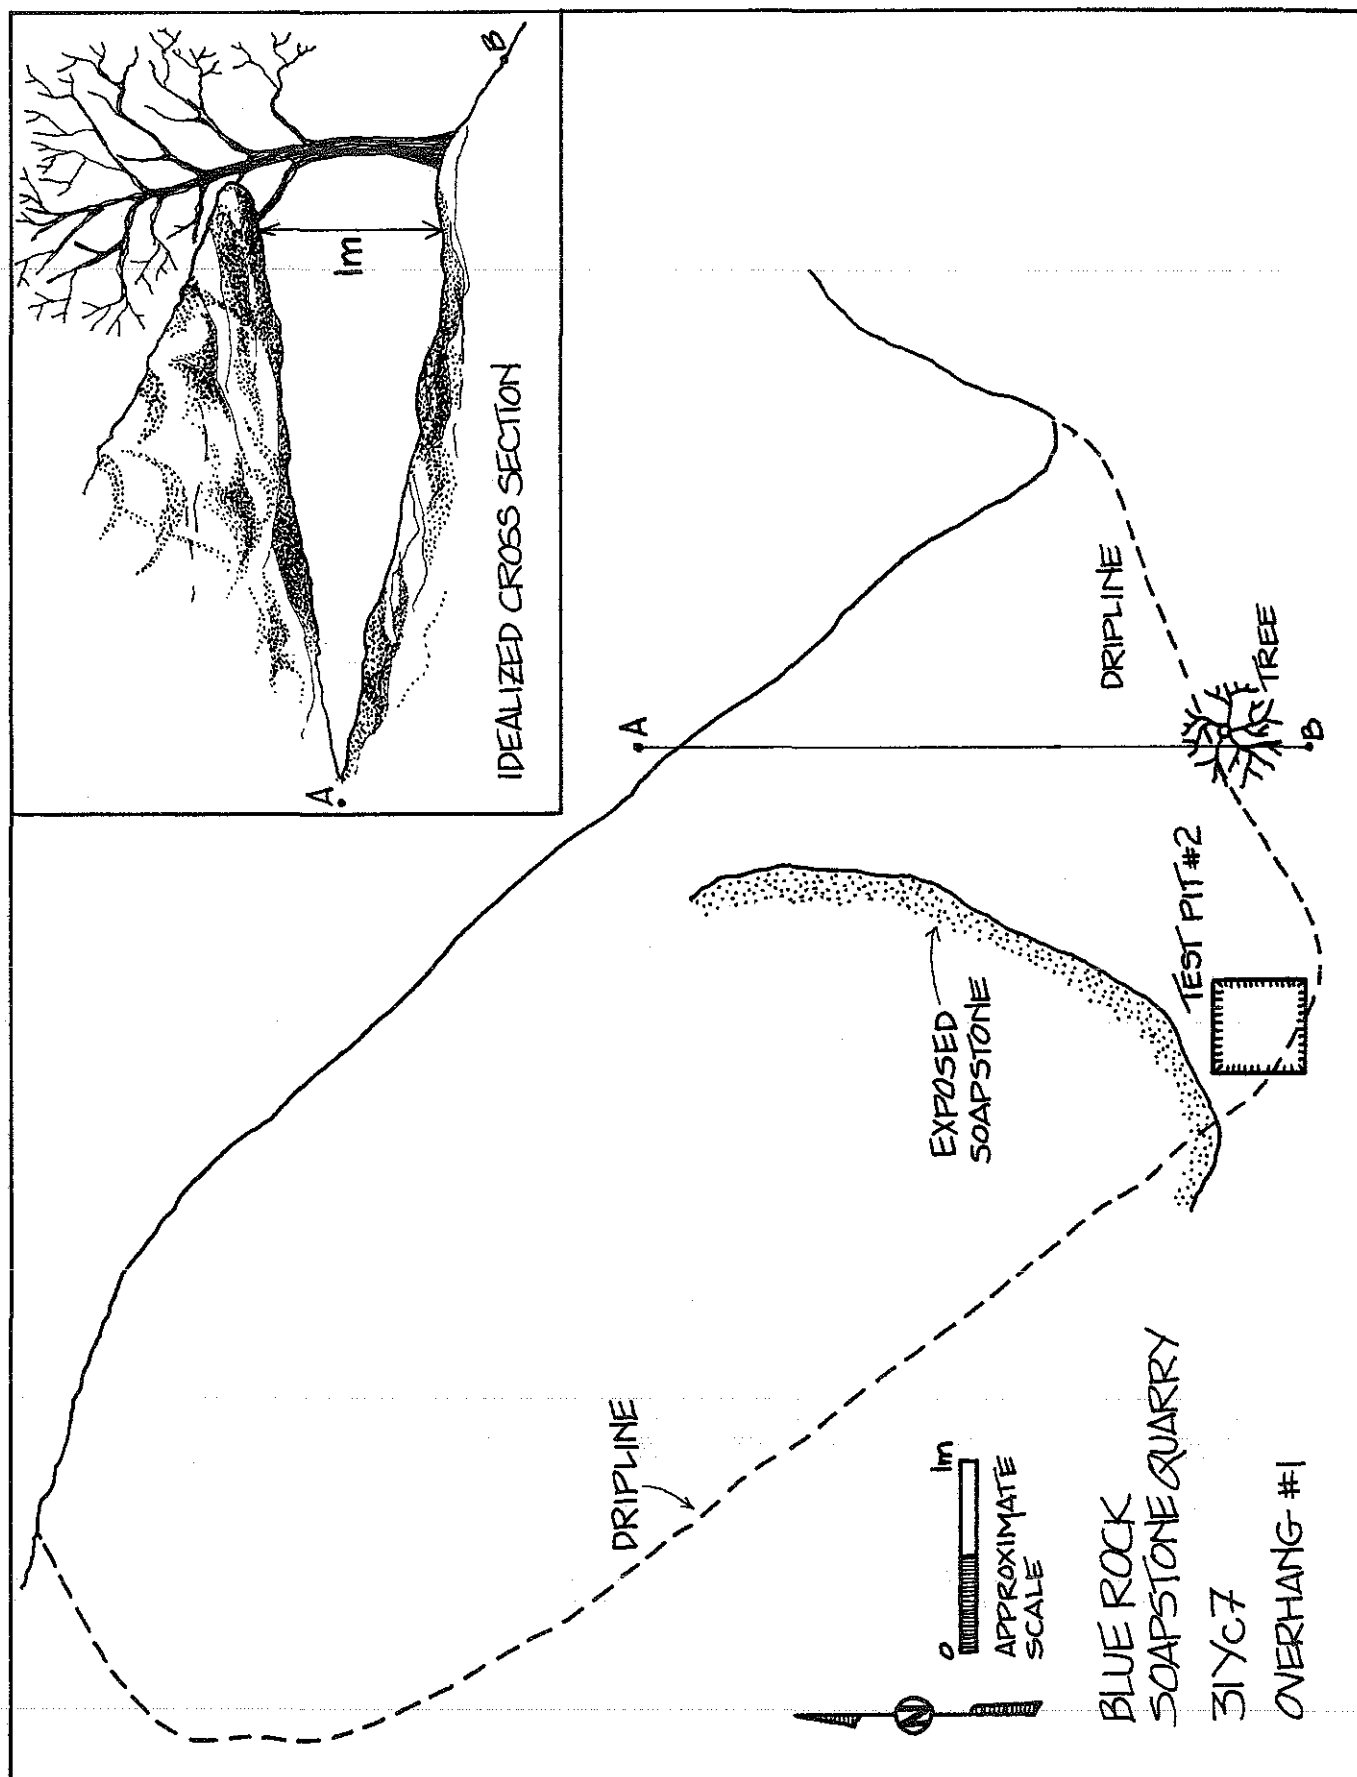 A
B
1m
IDEALIZED CROSS SECTION
A
B
DRIPLINE
TREE
TEST PIT #2
EXPOSED
SOAPSTONE
DRIPLINE
0 1m
APPROXIMATE
SCALE
N
BLUE ROCK
SOAPSTONE QUARRY
31YC7
OVERHANG #1